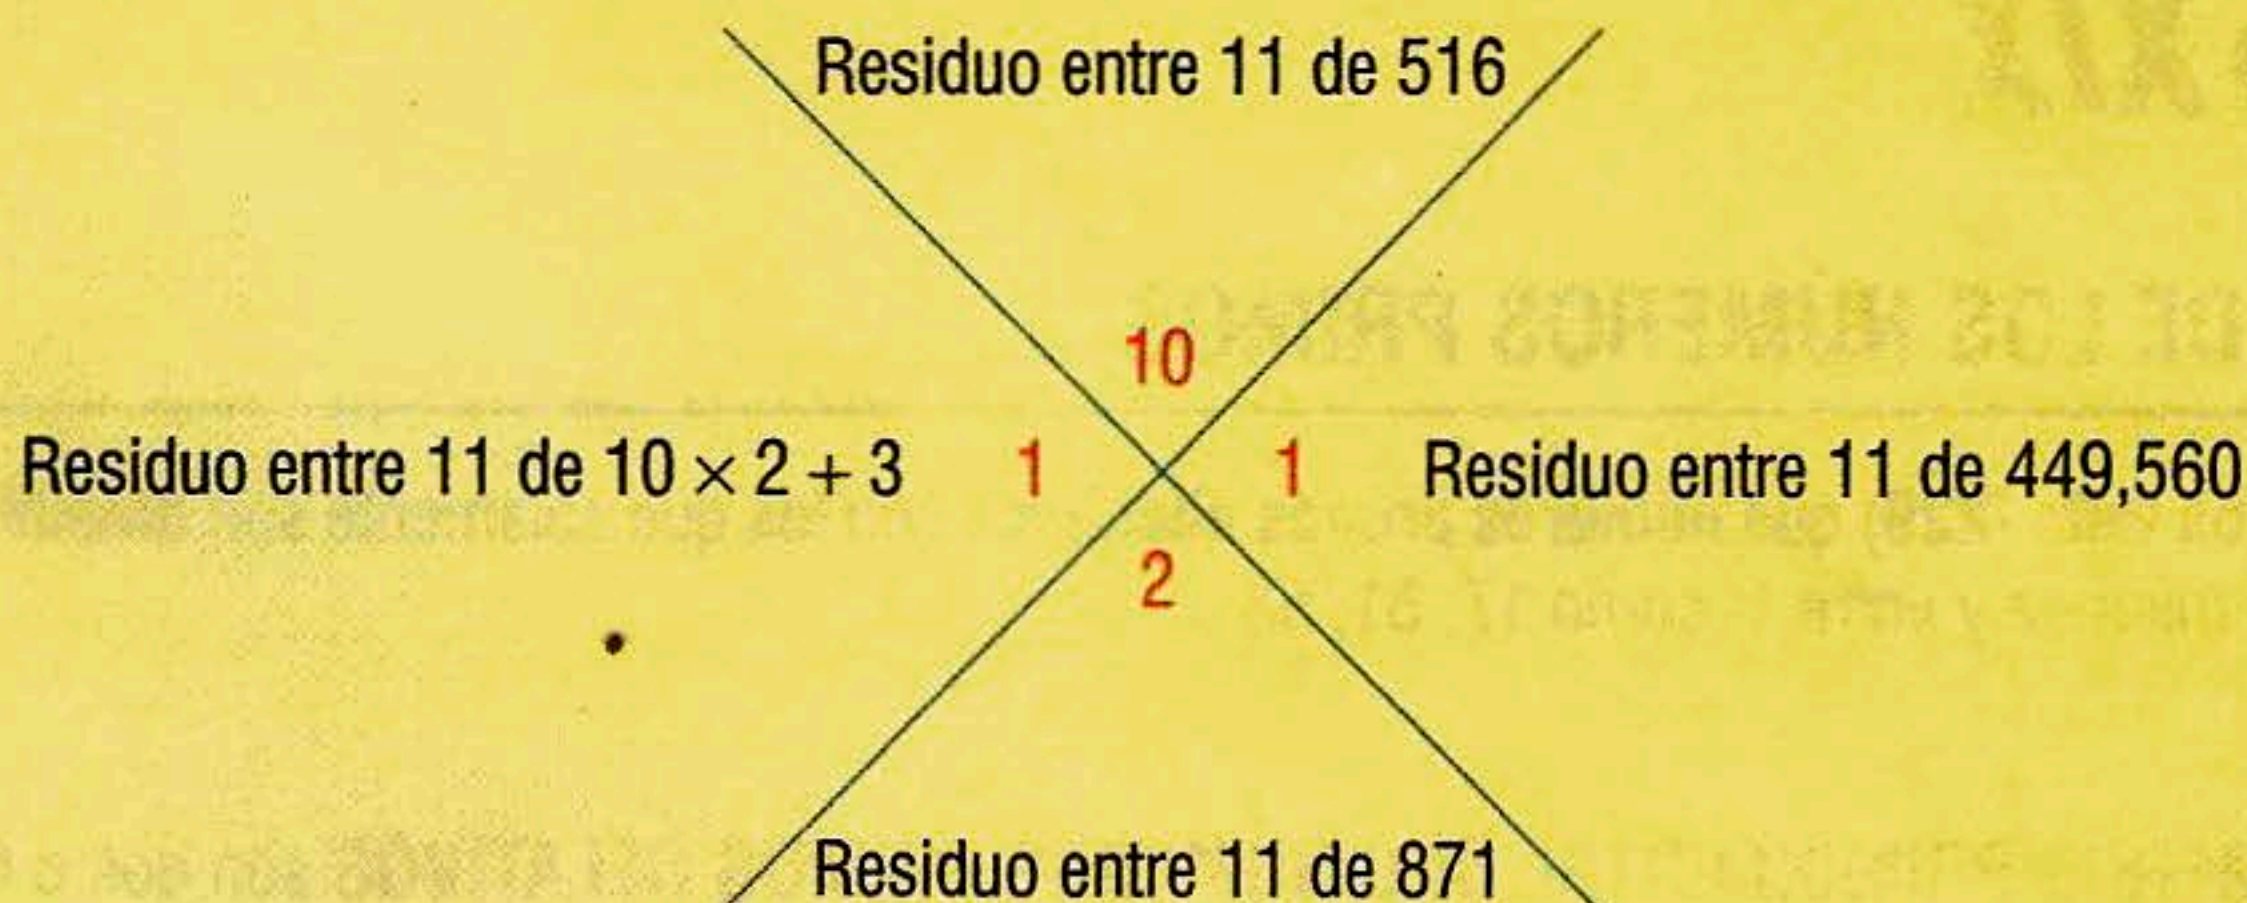 Residuo entre 11 de 516
10
Residuo entre 11 de 10 × 2 + 3 1 1 Residuo entre 11 de 449,560
2
Residuo entre 11 de 871